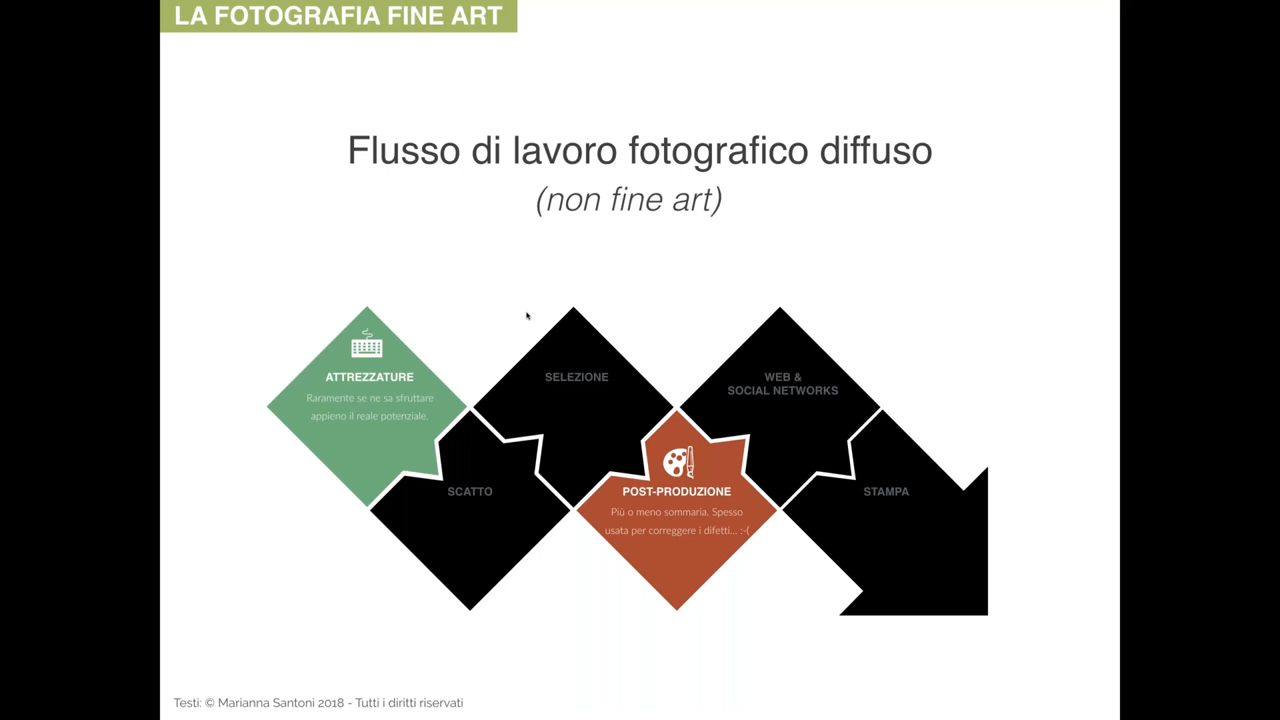 LA FOTOGRAFIA FINE ART
Flusso di lavoro fotografico diffuso
(non fine art)
ATTREZZATURE
Raramente se ne sa sfruttare
appieno il reale potenziale.
SCATTO
SELEZIONE
POST-PRODUZIONE
Più o meno sommaria. Spesso
usata per correggere i difetti... :-(
WEB &
SOCIAL NETWORKS
STAMPA
Testi: © Marianna Santoni 2018 - Tutti i diritti riservati